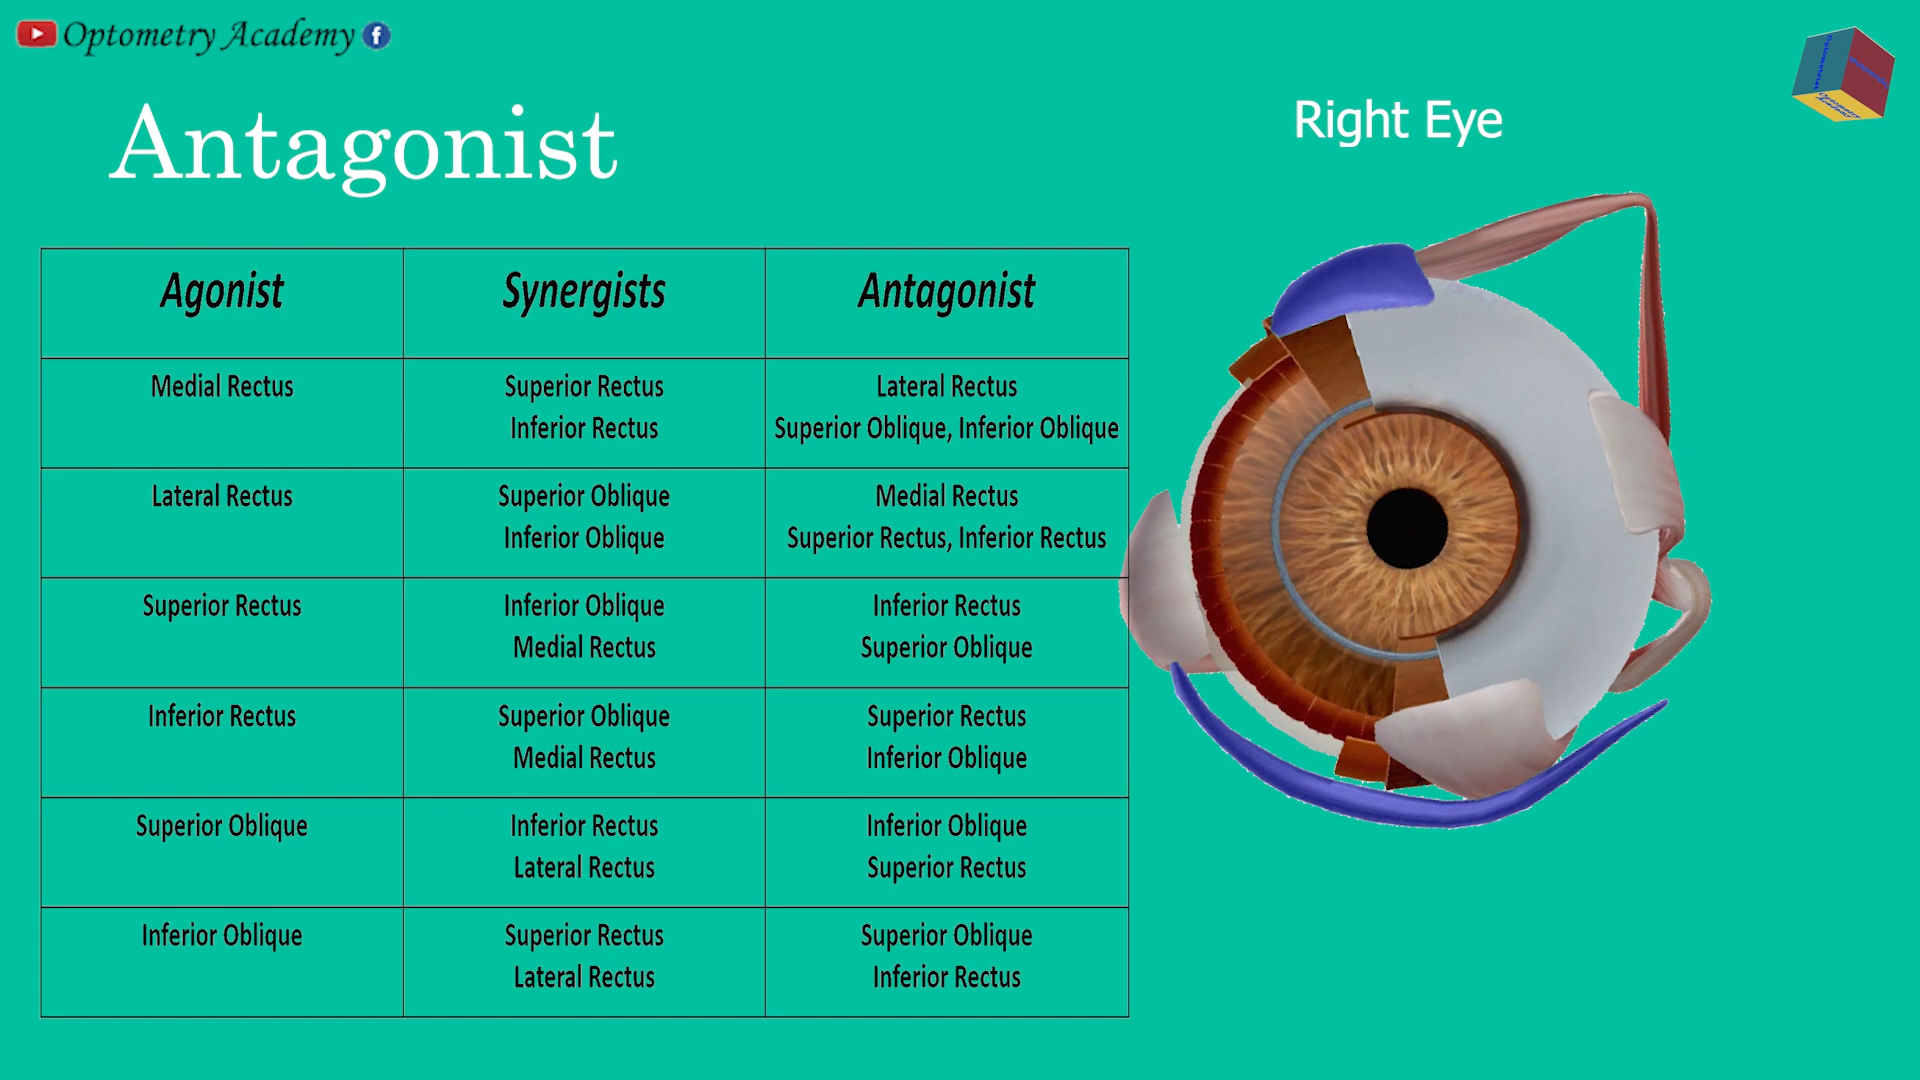 Optometry Academy
Antagonist
Right Eye
Agonist Synergists Antagonist
Medial Rectus Superior Rectus Lateral Rectus
Inferior Rectus Superior Oblique, Inferior Oblique
Lateral Rectus Superior Oblique Medial Rectus
Inferior Oblique Superior Rectus, Inferior Rectus
Superior Rectus Inferior Oblique Inferior Rectus
Medial Rectus Superior Oblique
Inferior Rectus Superior Oblique Superior Rectus
Medial Rectus Inferior Oblique
Superior Oblique Inferior Rectus Inferior Oblique
Lateral Rectus Superior Rectus
Inferior Oblique Superior Rectus Superior Oblique
Lateral Rectus Inferior Rectus